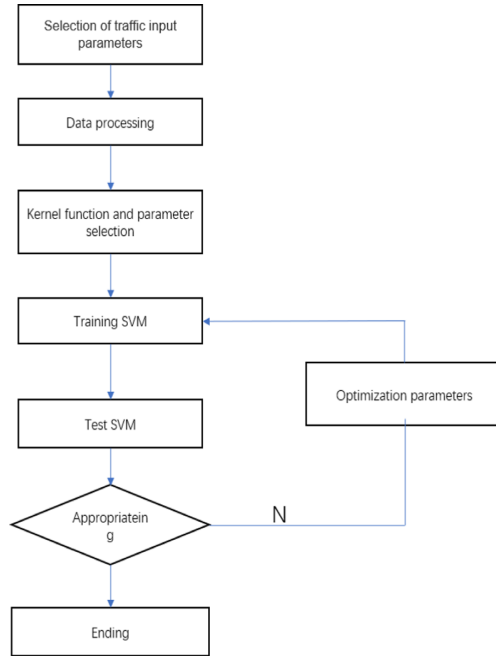 Selection of traffic input
parameters
Data processing
Kernel function and parameter
selection
Training SVM
Optimization parameters
Test SVM
Appropriatein
g
N
Ending